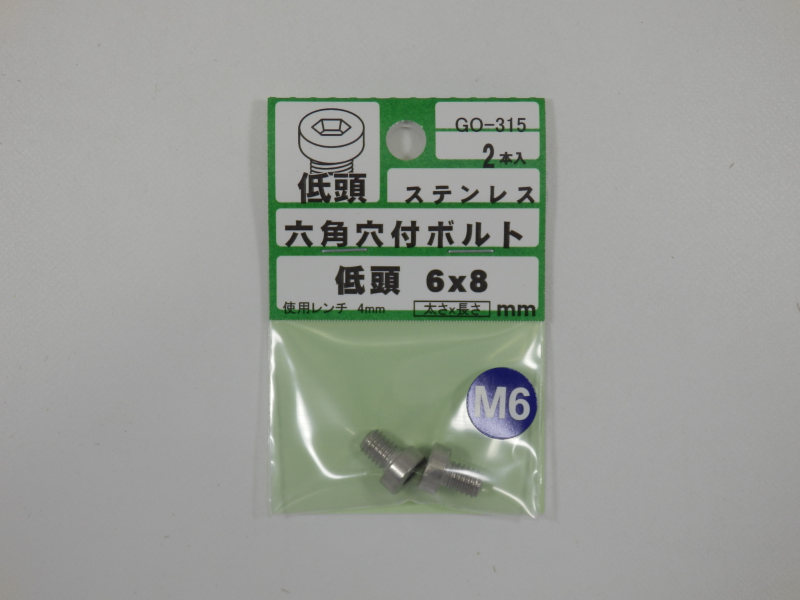 GO-315
2本入
低頭
ステンレス
六角穴付ボルト
低頭 6x8
使用レンチ 4mm 太さx長さ mm
M6